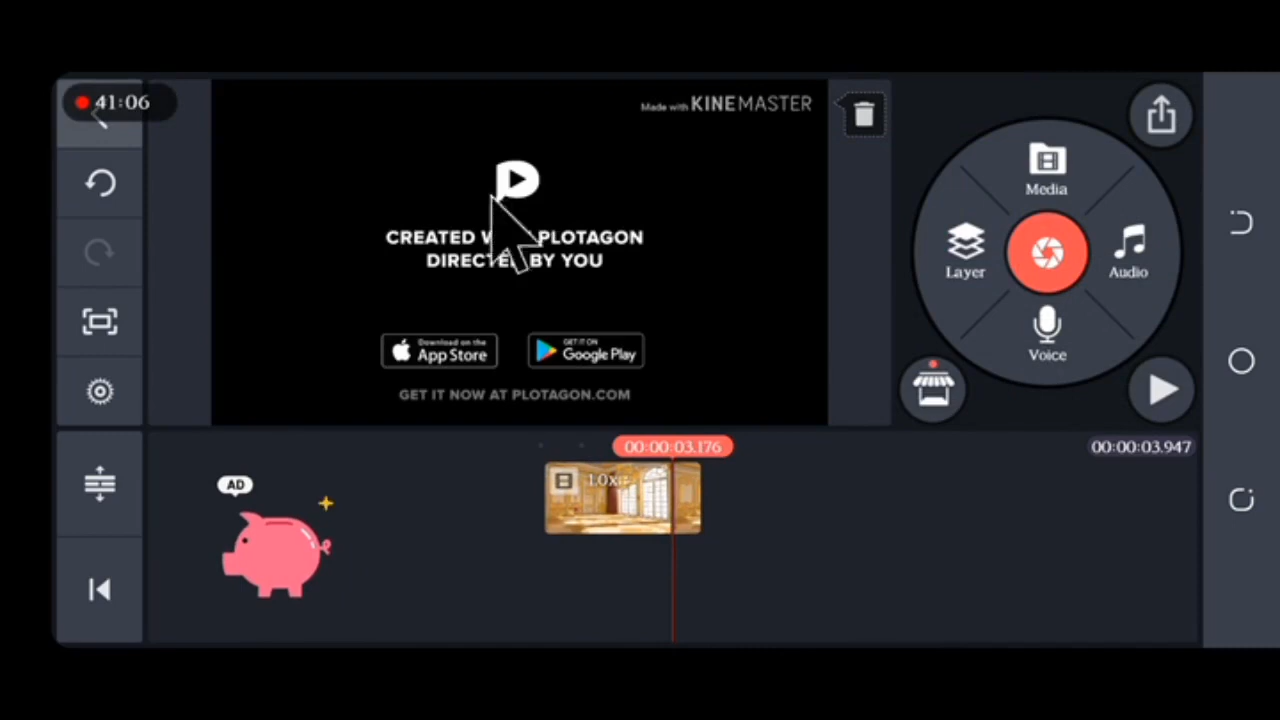 41:06
Made with KINEMASTER
CREATED W PLOTAGON
DIRECTED BY YOU
Download on the
App Store
GET IT ON
Google Play
GET IT NOW AT PLOTAGON.COM
Media
Layer
Audio
Voice
00:00:03.176
00:00:03.947
AD
1.0x